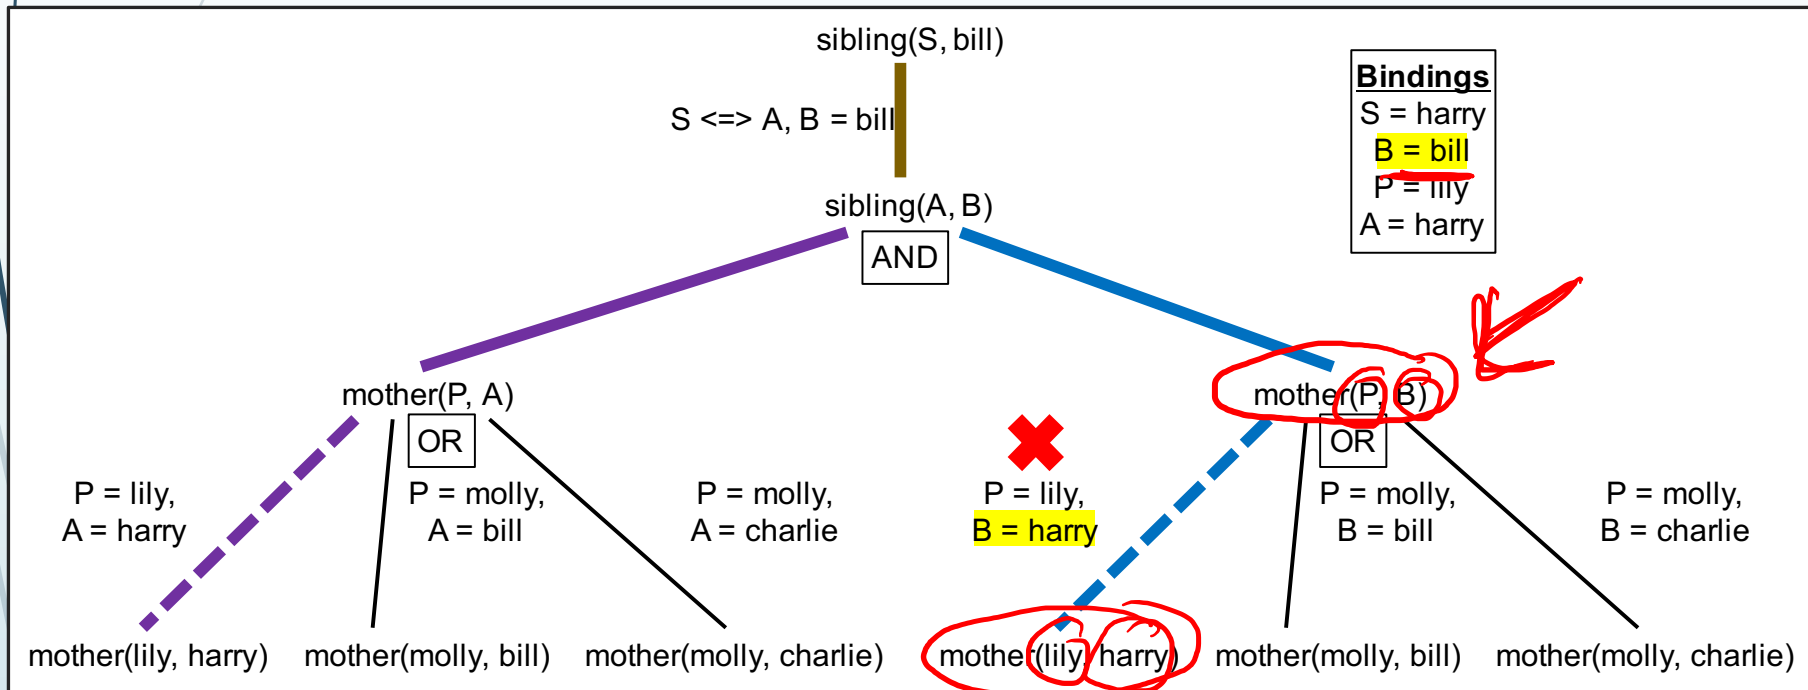 sibling(S, bill)
S <=> A, B = bill
Bindings
S = harry
B = bill
P = lily
A = harry
sibling(A, B)
AND
mother(P, A)
OR
mother(P, B)
OR
P = lily,
A = harry
P = molly,
A = bill
P = molly,
A = charlie
P = lily,
B = harry
P = molly,
B = bill
P = molly,
B = charlie
mother(lily, harry)
mother(molly, bill)
mother(molly, charlie)
mother(lily, harry)
mother(molly, bill)
mother(molly, charlie)